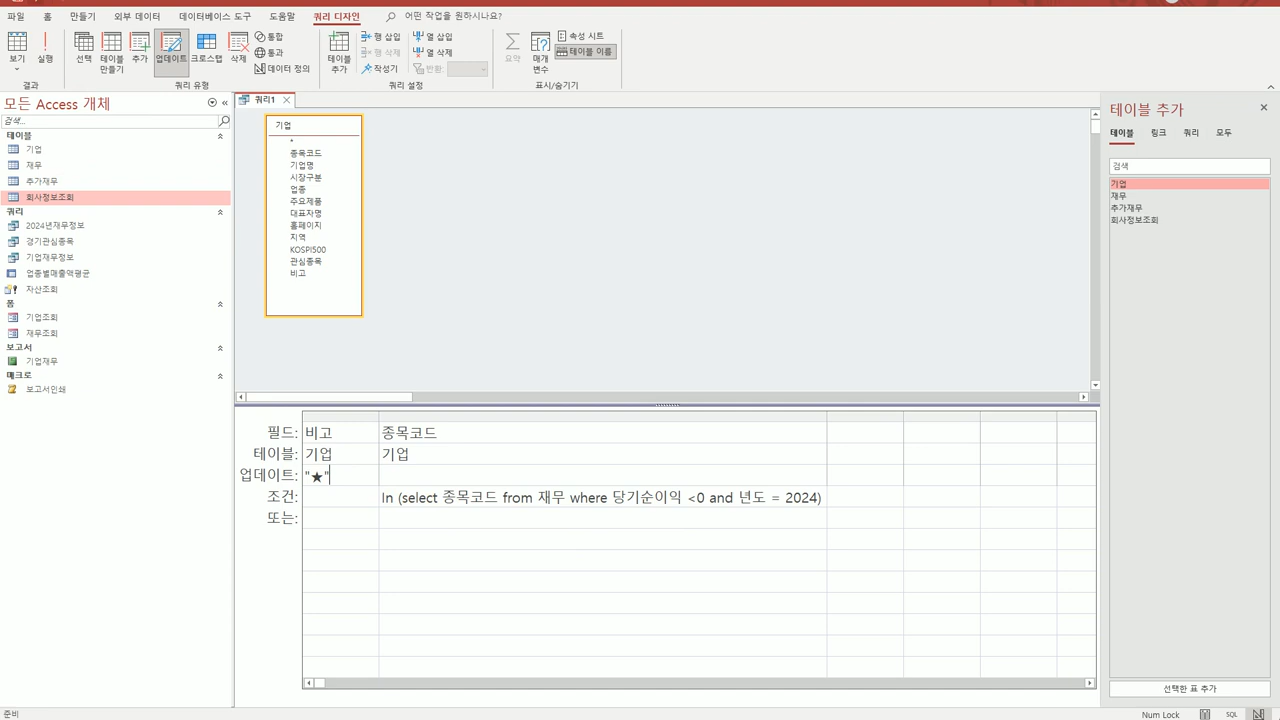 파일 홈 만들기 외부 데이터 데이터베이스 도구 도움말 쿼리 디자인 어떤 작업을 원하시나요?
보기 실행 선택 테이블 만들기 추가 업데이트 크로스탭 삭제 통합 통과 데이터 정의 테이블 추가 행 삽입 행 삭제 작성기 열 삽입 열 삭제 반환: 요약 매개 변수 속성 시트 테이블 이름
결과 쿼리 유형 쿼리 설정 표시/숨기기
모든 Access 개체
검색...
테이블
기업
재무
추가재무
회사정보조회
쿼리
2024년재무정보
경기관심종목
기업재무정보
업종별매출액평균
자산조회
폼
기업조회
재무조회
보고서
기업재무
매크로
보고서인쇄
쿼리1
기업
*
종목코드
기업명
시장구분
업종
주요제품
대표자명
홈페이지
지역
KOSPI500
관심종목
비고
필드: 비고 종목코드
테이블: 기업 기업
업데이트: "★"
조건: In (select 종목코드 from 재무 where 당기순이익 <0 and 년도 = 2024)
또는:
테이블 추가
테이블 링크 쿼리 모두
검색
기업
재무
추가재무
회사정보조회
선택한 표 추가
준비 Num Lock SQL